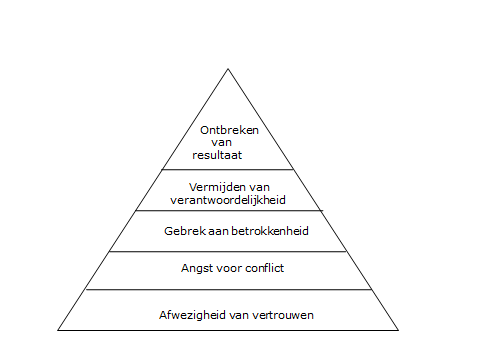 Ontbreken
van
resultaat
Vermijden van
verantwoordelijkheid
Gebrek aan betrokkenheid
Angst voor conflict
Afwezigheid van vertrouwen